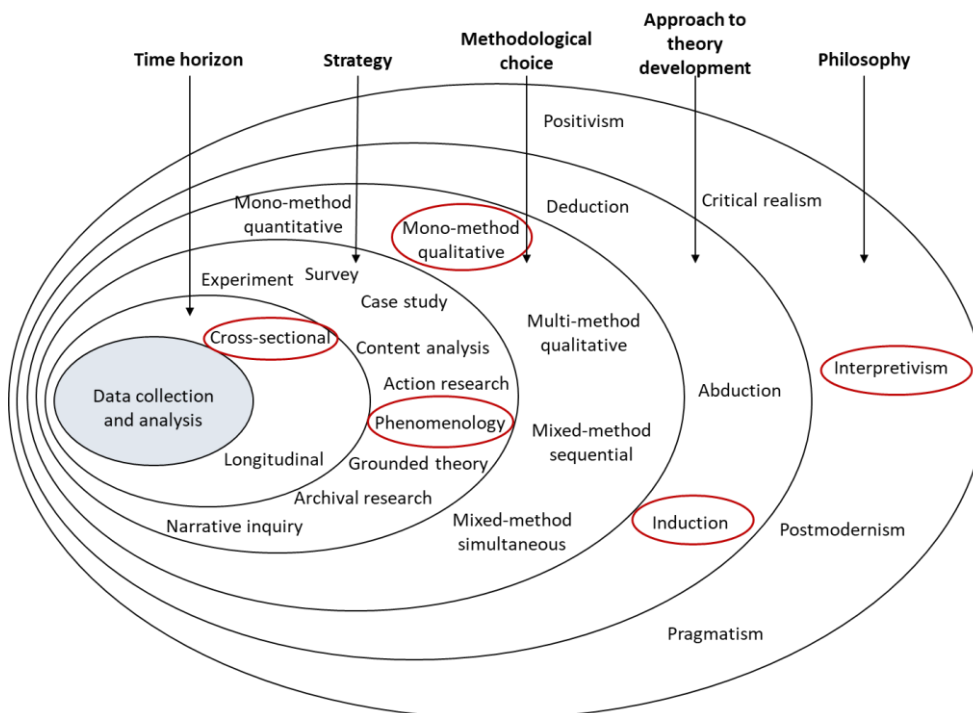 Time horizon
Strategy
Methodological
choice
Approach to
theory
development
Philosophy
Positivism
Critical realism
Deduction
Mono-method
quantitative
Mono-method
qualitative
Experiment
Survey
Case study
Multi-method
qualitative
Cross-sectional
Content analysis
Interpretivism
Action research
Abduction
Data collection
and analysis
Phenomenology
Mixed-method
sequential
Longitudinal
Grounded theory
Archival research
Narrative inquiry
Mixed-method
simultaneous
Induction
Postmodernism
Pragmatism